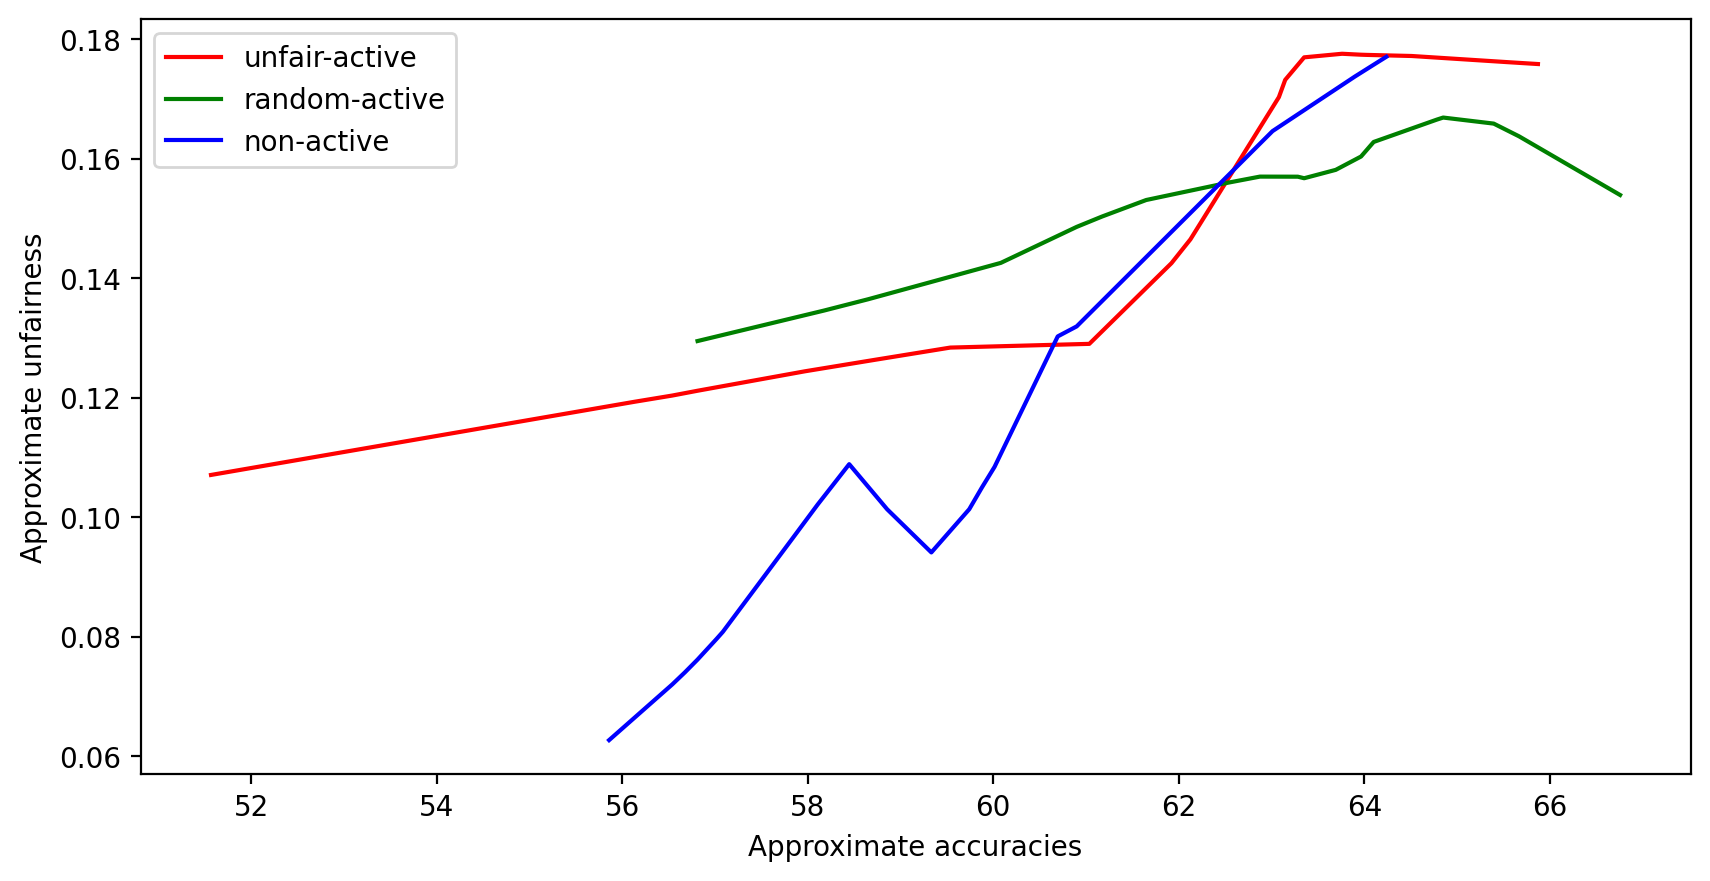 unfair-active
random-active
non-active
0.18
0.16
0.14
0.12
0.10
0.08
0.06
Approximate unfairness
52 54 56 58 60 62 64 66
Approximate accuracies